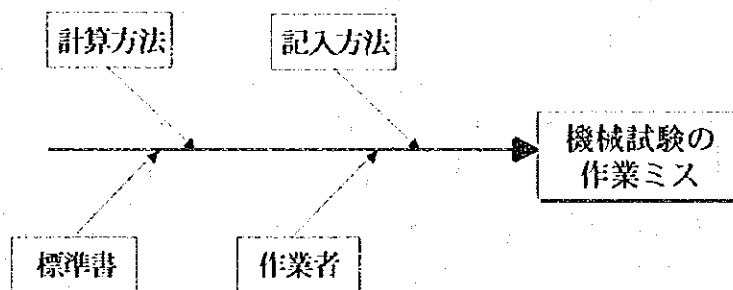 計算方法
記入方法
機械試験の
作業ミス
標準書
作業者